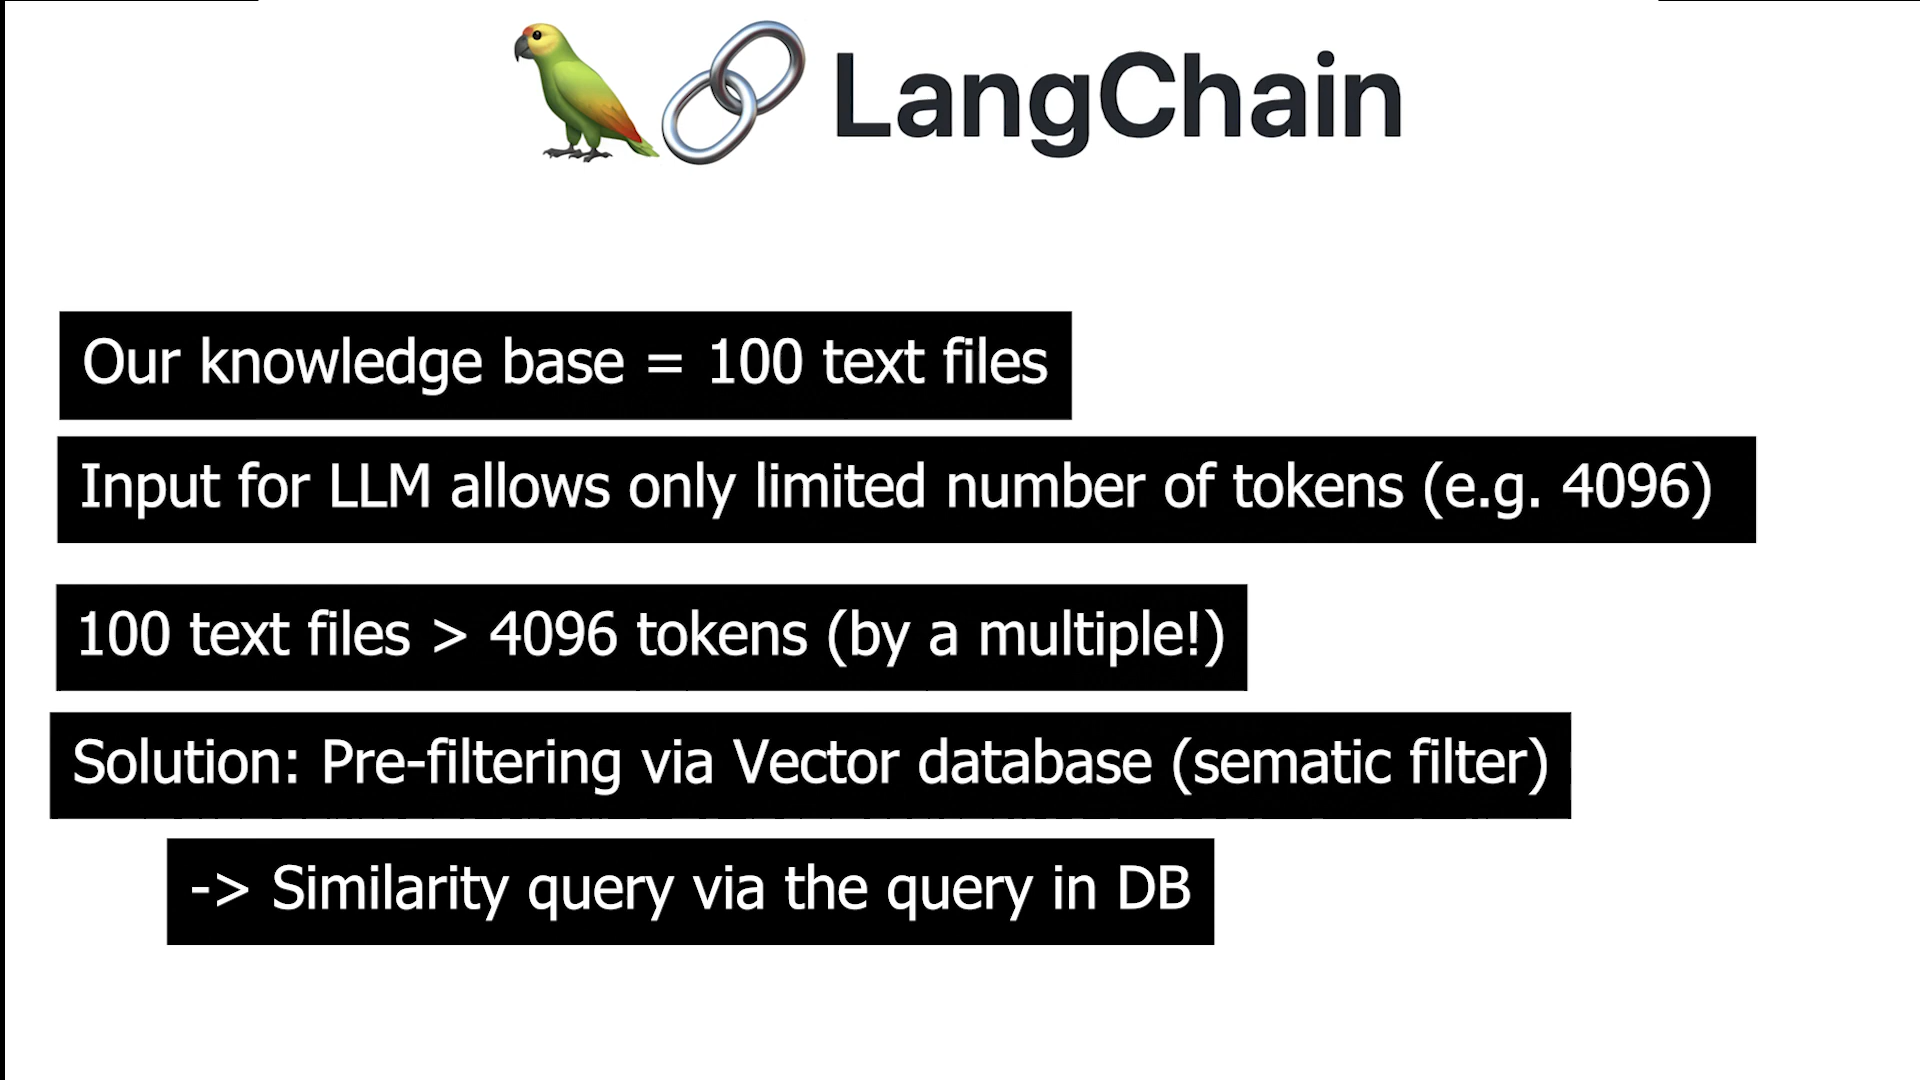 LangChain
Our knowledge base = 100 text files
Input for LLM allows only limited number of tokens (e.g. 4096)
100 text files > 4096 tokens (by a multiple!)
Solution: Pre-filtering via Vector database (sematic filter)
-> Similarity query via the query in DB